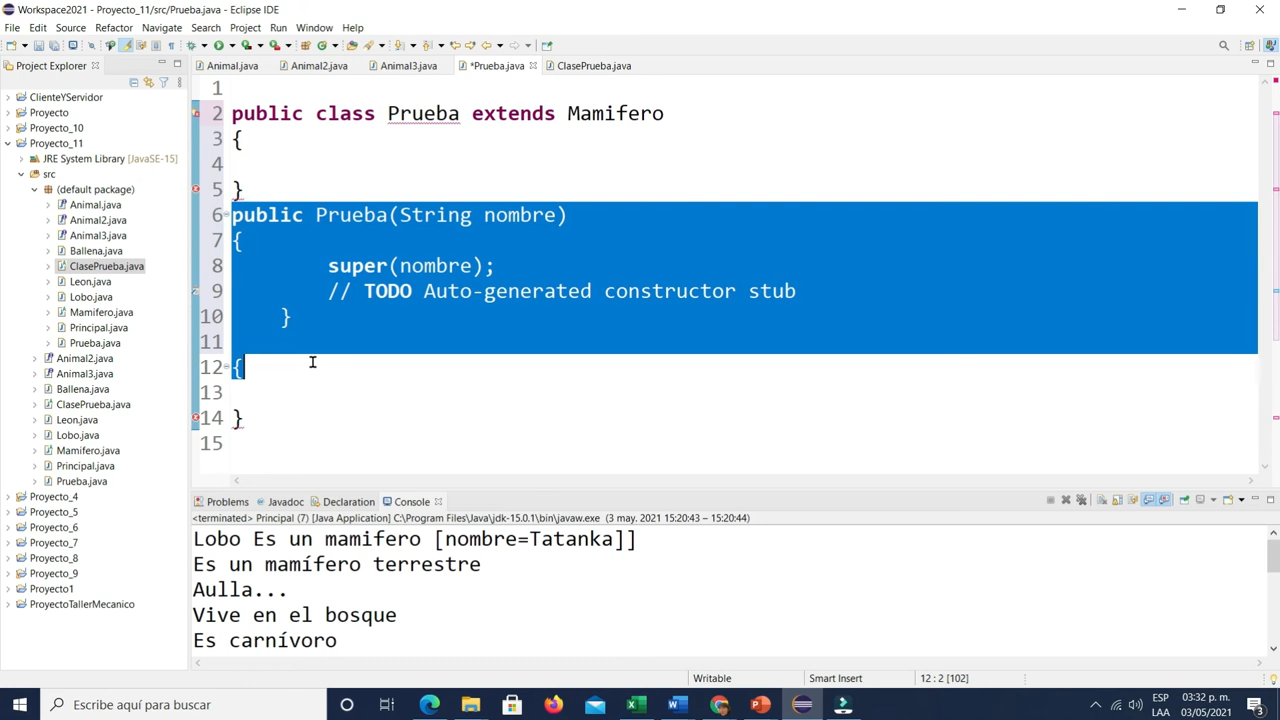 Workspace2021 - Proyecto_11/src/Prueba.java - Eclipse IDE
File Edit Source Refactor Navigate Search Project Run Window Help
Project Explorer
ClienteYServidor
Proyecto
Proyecto_10
Proyecto_11
JRE System Library [JavaSE-15]
src
(default package)
Animal.java
Animal2.java
Animal3.java
Ballena.java
ClasePrueba.java
Leon.java
Lobo.java
Mamifero.java
Principal.java
Prueba.java
Animal2.java
Animal3.java
Ballena.java
ClasePrueba.java
Leon.java
Lobo.java
Mamifero.java
Principal.java
Prueba.java
Proyecto_4
Proyecto_5
Proyecto_6
Proyecto_7
Proyecto_8
Proyecto_9
Proyecto1
ProyectoTallerMecanico
Animal.java Animal2.java Animal3.java *Prueba.java ClasePrueba.java
1
2 public class Prueba extends Mamifero
3 {
4
5 }
6 public Prueba(String nombre)
7 {
8 super(nombre);
9 // TODO Auto-generated constructor stub
10 }
11
12 {
13
14 }
15
Problems Javadoc Declaration Console
<terminated> Principal (7) [Java Application] C:\Program Files\Java\jdk-15.0.1\bin\javaw.exe (3 may. 2021 15:20:43 – 15:20:44)
Lobo Es un mamifero [nombre=Tatanka]]
Es un mamífero terrestre
Aulla...
Vive en el bosque
Es carnívoro
Writable Smart Insert 12 : 2 [102]
Escribe aquí para buscar
ESP
LAA
03:32 p. m.
03/05/2021
3